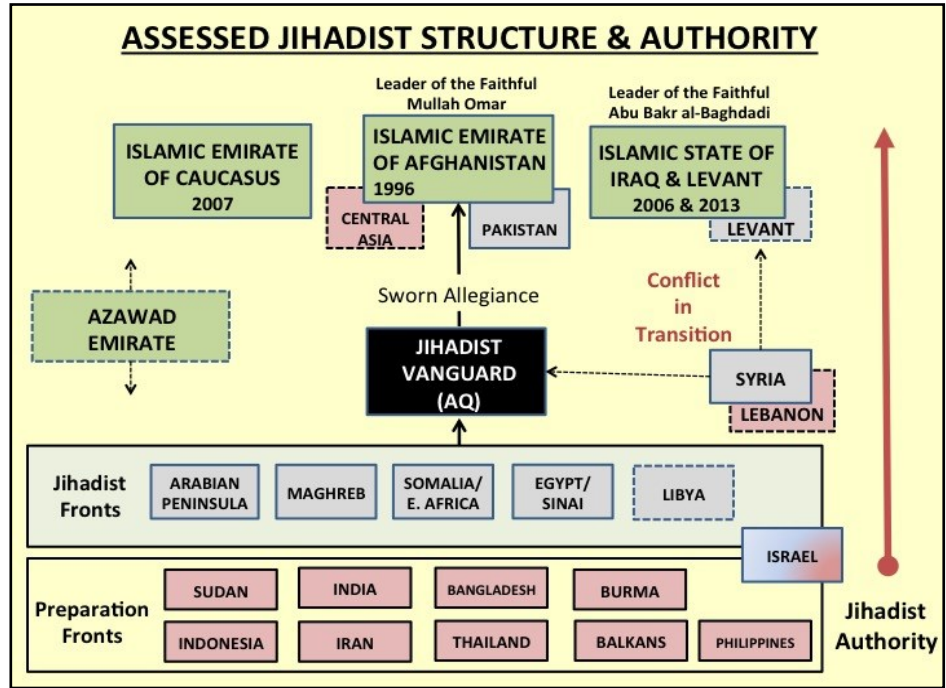 ASSESSED JIHADIST STRUCTURE & AUTHORITY
Leader of the Faithful
Mullah Omar
Leader of the Faithful
Abu Bakr al-Baghdadi
ISLAMIC EMIRATE
OF CAUCASUS
2007
ISLAMIC EMIRATE
OF AFGHANISTAN
1996
ISLAMIC STATE OF
IRAQ & LEVANT
2006 & 2013
CENTRAL
ASIA
PAKISTAN
LEVANT
Sworn Allegiance
Conflict
in
Transition
AZAWAD
EMIRATE
JIHADIST
VANGUARD
(AQ)
SYRIA
LEBANON
Jihadist
Fronts
ARABIAN
PENINSULA
MAGHREB
SOMALIA/
E. AFRICA
EGYPT/
SINAI
LIBYA
ISRAEL
Preparation
Fronts
SUDAN
INDIA
BANGLADESH
BURMA
INDONESIA
IRAN
THAILAND
BALKANS
PHILIPPINES
Jihadist
Authority